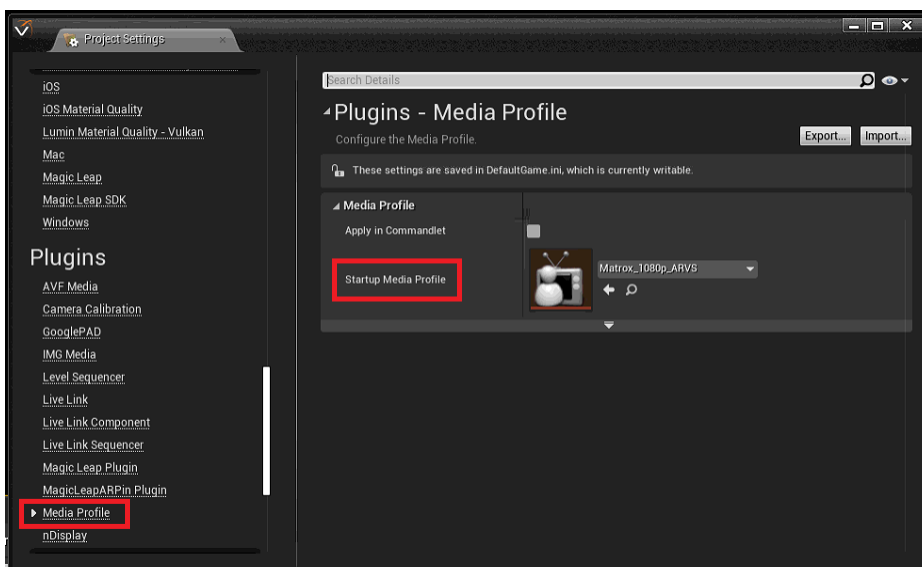 Project Settings
iOS
iOS Material Quality
Lumin Material Quality - Vulkan
Mac
Magic Leap
Magic Leap SDK
Windows
Plugins
AVF Media
Camera Calibration
GooglePAD
IMG Media
Level Sequencer
Live Link
Live Link Component
Live Link Sequencer
Magic Leap Plugin
MagicLeapARPin Plugin
Media Profile
nDisplay
Search Details
Plugins - Media Profile
Configure the Media Profile.
Export... Import...
These settings are saved in DefaultGame.ini, which is currently writable.
Media Profile
Apply in Commandlet
Startup Media Profile
Matrox_1080p_ARVS